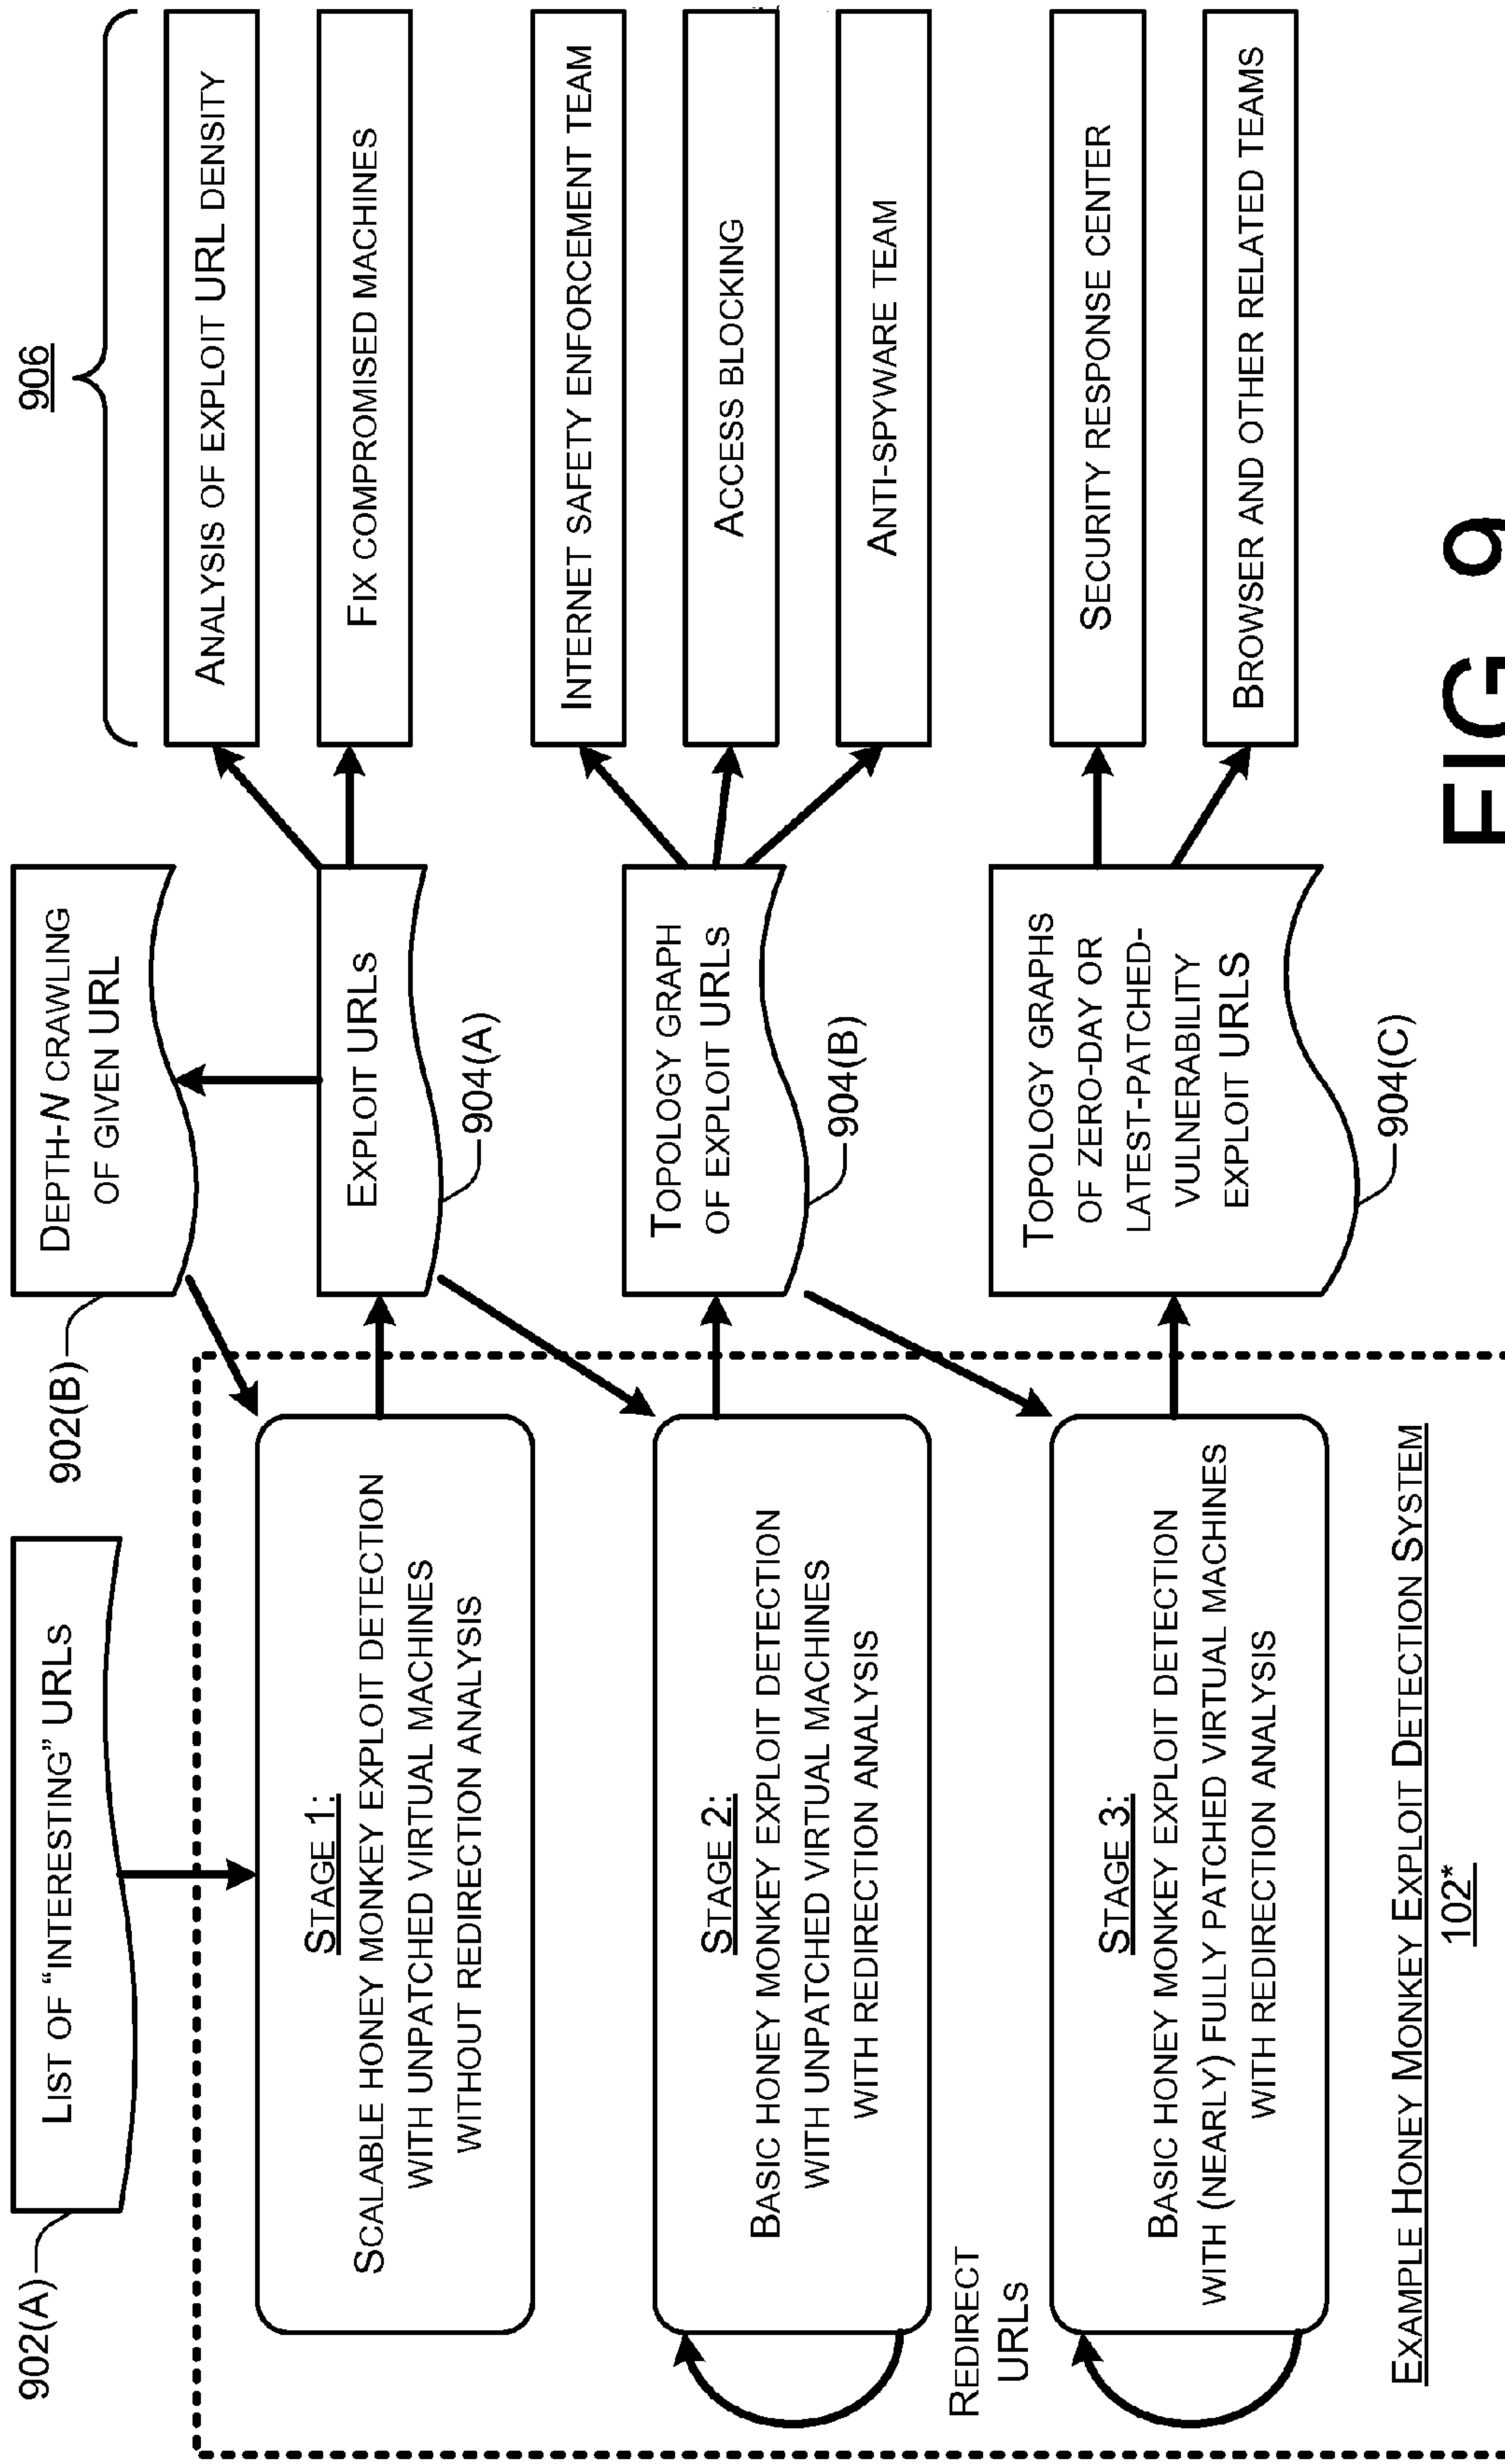 902(A)
LIST OF “INTERESTING” URLS
902(B)
DEPTH-N CRAWLING
OF GIVEN URL
906
STAGE 1:
SCALABLE HONEY MONKEY EXPLOIT DETECTION
WITH UNPATCHED VIRTUAL MACHINES
WITHOUT REDIRECTION ANALYSIS
EXPLOIT URLS
904(A)
ANALYSIS OF EXPLOIT URL DENSITY
FIX COMPROMISED MACHINES
STAGE 2:
BASIC HONEY MONKEY EXPLOIT DETECTION
WITH UNPATCHED VIRTUAL MACHINES
WITH REDIRECTION ANALYSIS
TOPOLOGY GRAPH
OF EXPLOIT URLS
904(B)
INTERNET SAFETY ENFORCEMENT TEAM
ACCESS BLOCKING
ANTI-SPYWARE TEAM
REDIRECT
URLS
STAGE 3:
BASIC HONEY MONKEY EXPLOIT DETECTION
WITH (NEARLY) FULLY PATCHED VIRTUAL MACHINES
WITH REDIRECTION ANALYSIS
TOPOLOGY GRAPHS
OF ZERO-DAY OR
LATEST-PATCHED-
VULNERABILITY
EXPLOIT URLS
904(C)
SECURITY RESPONSE CENTER
BROWSER AND OTHER RELATED TEAMS
EXAMPLE HONEY MONKEY EXPLOIT DETECTION SYSTEM
102*
FIG. 9